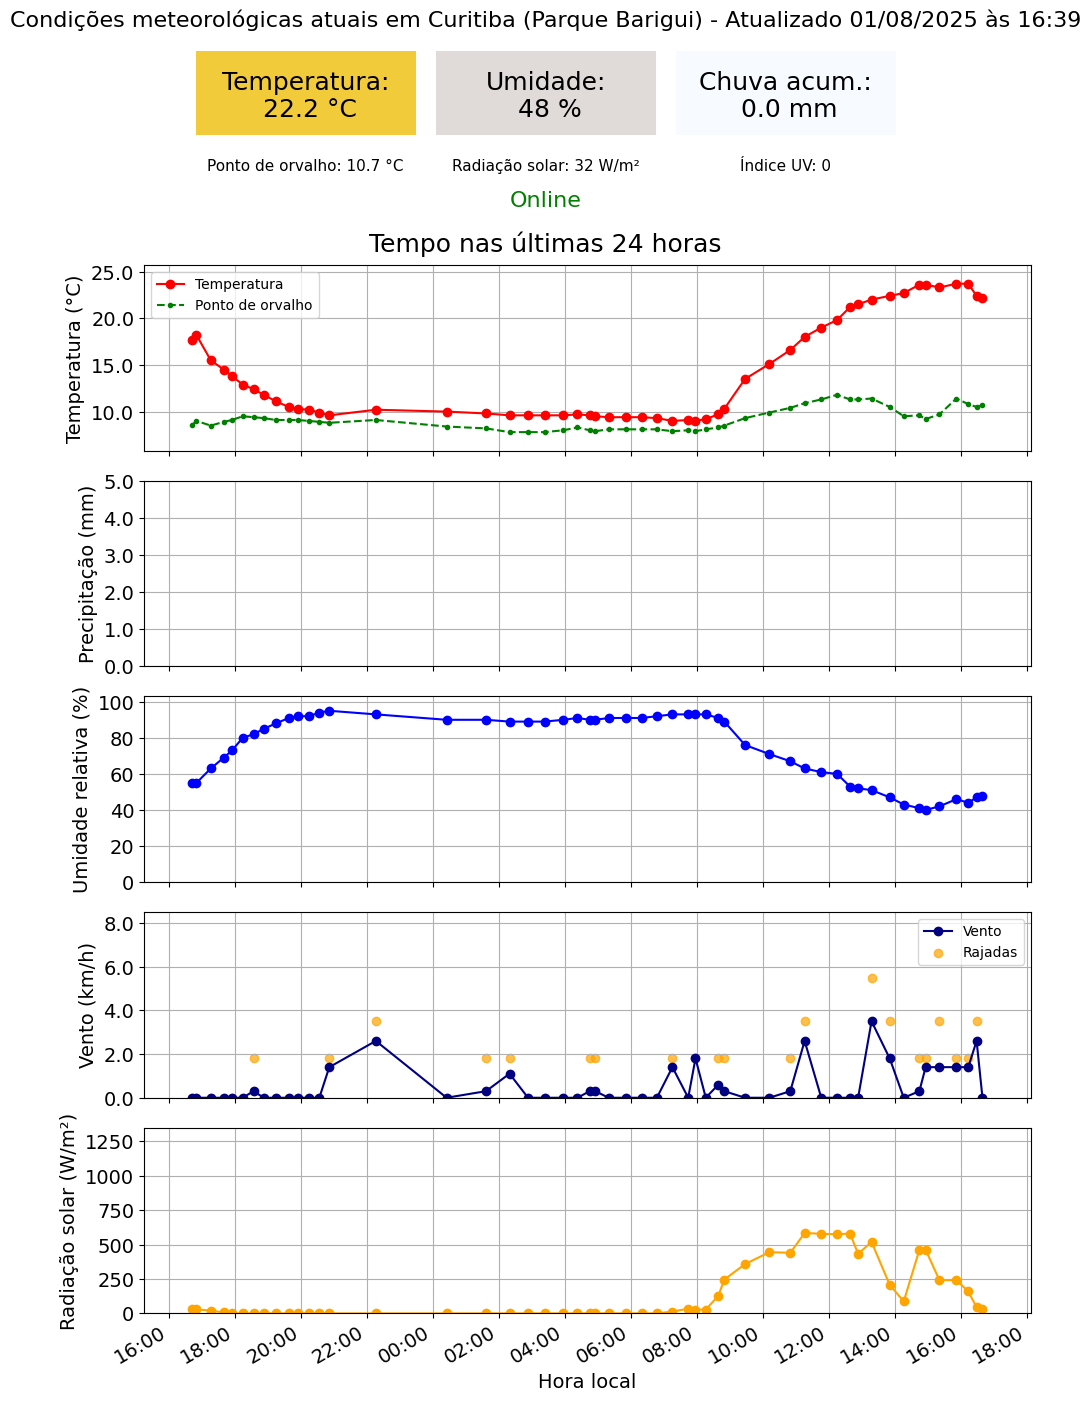 Condições meteorológicas atuais em Curitiba (Parque Barigui) - Atualizado 01/08/2025 às 16:39
Temperatura:
22.2 °C
Umidade:
48 %
Chuva acum.:
0.0 mm
Ponto de orvalho: 10.7 °C
Radiação solar: 32 W/m²
Índice UV: 0
Online
Tempo nas últimas 24 horas
Temperatura (°C)
25.0
20.0
15.0
10.0
Temperatura
Ponto de orvalho
Precipitação (mm)
5.0
4.0
3.0
2.0
1.0
0.0
Umidade relativa (%)
100
80
60
40
20
0
Vento (km/h)
8.0
6.0
4.0
2.0
0.0
Vento
Rajadas
Radiação solar (W/m²)
1250
1000
750
500
250
0
16:00
18:00
20:00
22:00
00:00
02:00
04:00
06:00
08:00
10:00
12:00
14:00
16:00
18:00
Hora local